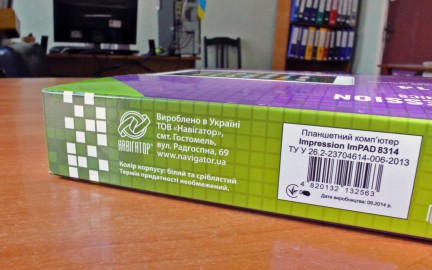 НАВІГАТОР
Вироблено в Україні
ТОВ «Навігатор»,
смт. Гостомель,
вул. Радгоспна, 69
www.navigator.ua
Колір корпусу: білий та сріблястий
Термін придатності необмежений.
ESSION
Планшетний комп'ютер
Impression ImPAD 8314
ТУ У 26.2-23704614-006-2013
4 820132 132563
Дата виробництва: 08.2014 р.